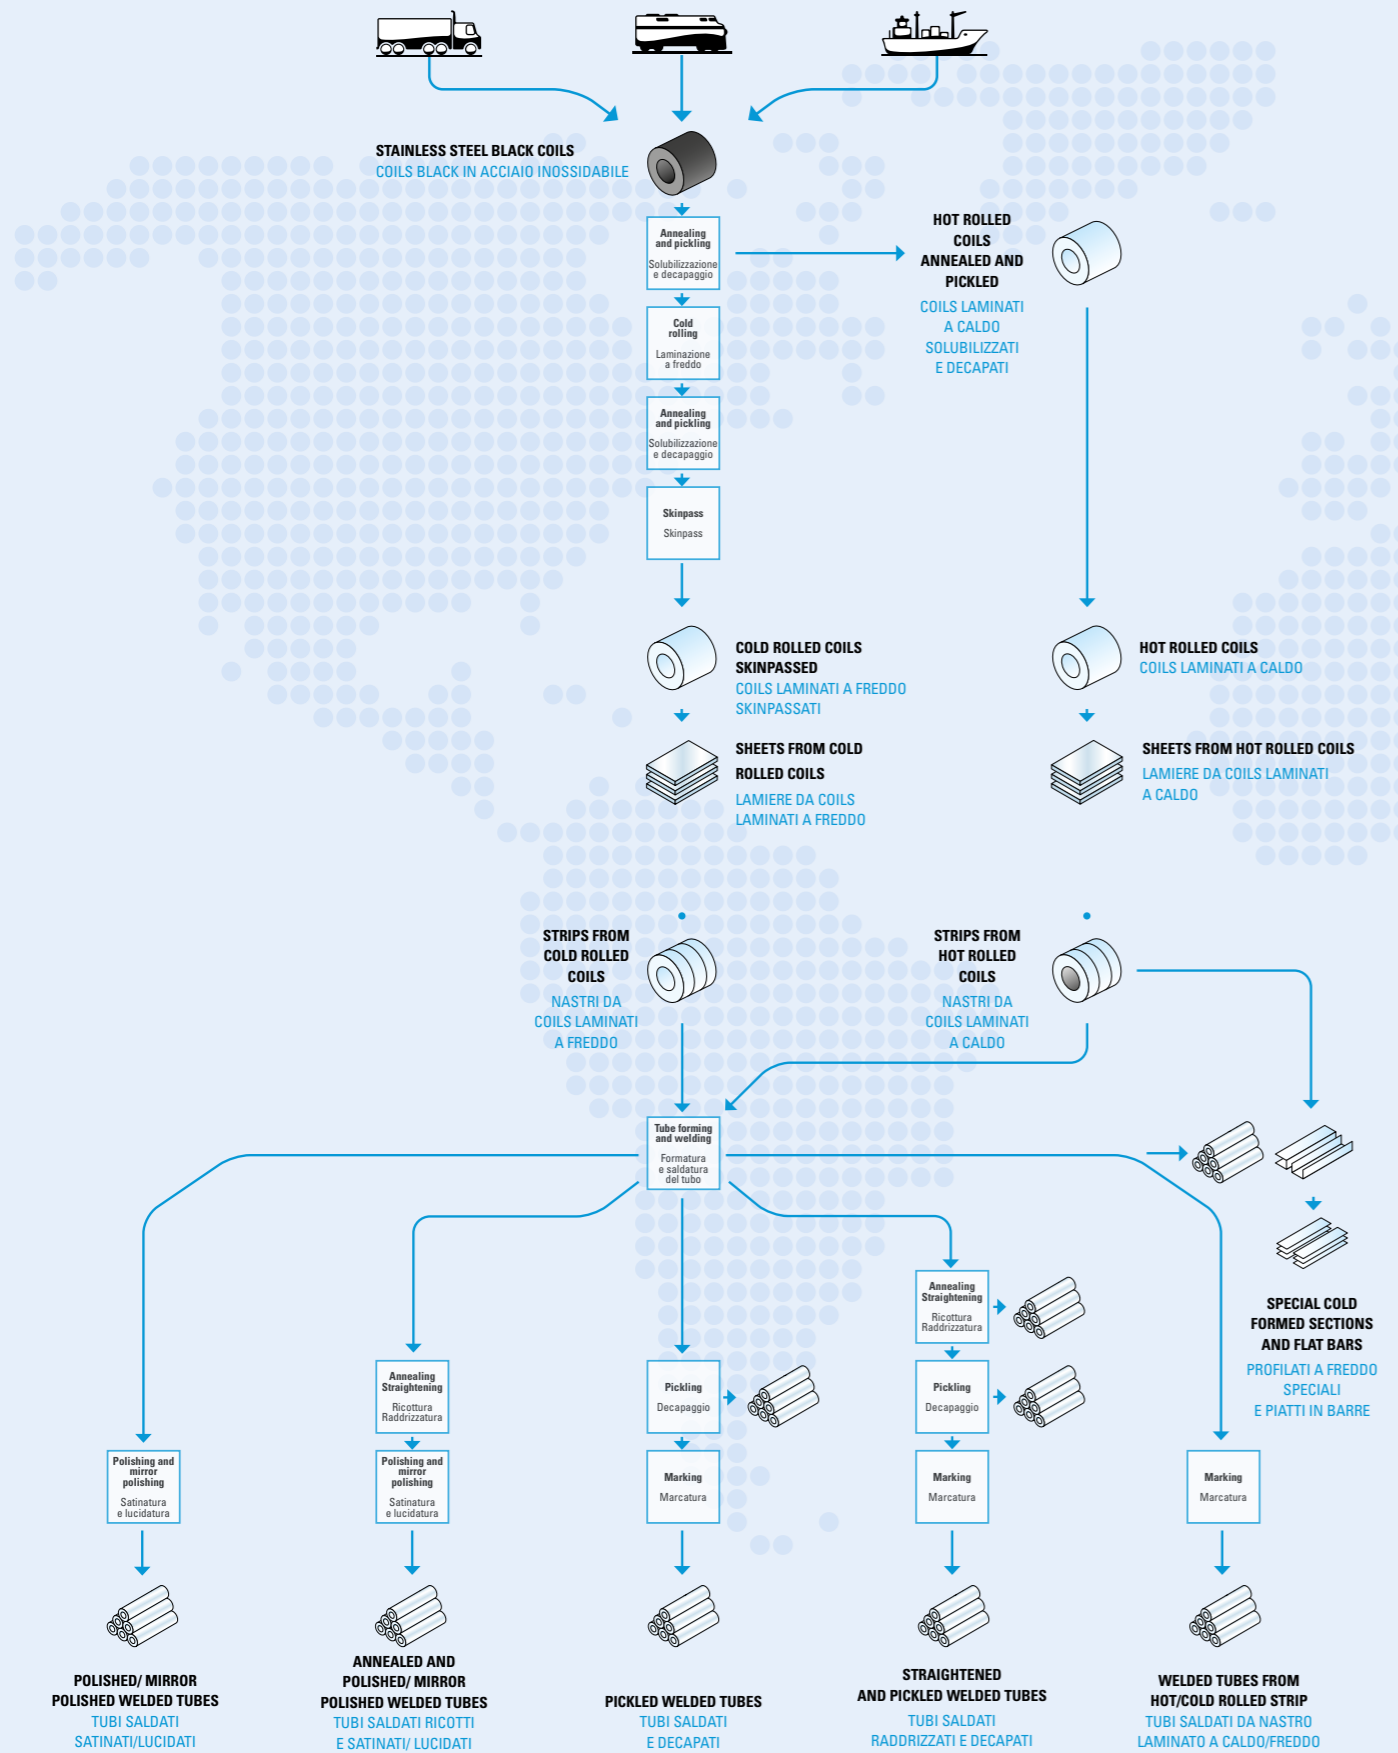 STAINLESS STEEL BLACK COILS
COILS BLACK IN ACCIAIO INOSSIDABILE
Annealing
and pickling
Solubilizzazione
e decapaggio
HOT ROLLED
COILS
ANNEALED AND
PICKLED
COILS LAMINATI
A CALDO
SOLUBILIZZATI
E DECAPATI
Cold
rolling
Laminazione
a freddo
Annealing
and pickling
Solubilizzazione
e decapaggio
Skinpass
Skinpass
COLD ROLLED COILS
SKINPASSED
COILS LAMINATI A FREDDO
SKINPASSATI
HOT ROLLED COILS
COILS LAMINATI A CALDO
SHEETS FROM COLD
ROLLED COILS
LAMIERE DA COILS
LAMINATI A FREDDO
SHEETS FROM HOT ROLLED COILS
LAMIERE DA COILS LAMINATI
A CALDO
STRIPS FROM
COLD ROLLED
COILS
NASTRI DA
COILS LAMINATI
A FREDDO
STRIPS FROM
HOT ROLLED
COILS
NASTRI DA
COILS LAMINATI
A CALDO
Tube forming
and welding
Formatura
e saldatura
del tubo
Annealing
Straightening
Ricottura
Raddrizzatura
SPECIAL COLD
FORMED SECTIONS
AND FLAT BARS
PROFILATI A FREDDO
SPECIALI
E PIATTI IN BARRE
Annealing
Straightening
Ricottura
Raddrizzatura
Pickling
Decapaggio
Pickling
Decapaggio
Polishing and
mirror
polishing
Satinatura
e lucidatura
Polishing and
mirror
polishing
Satinatura
e lucidatura
Marking
Marcatura
Marking
Marcatura
Marking
Marcatura
POLISHED/ MIRROR
POLISHED WELDED TUBES
TUBI SALDATI
SATINATI/LUCIDATI
ANNEALED AND
POLISHED/ MIRROR
POLISHED WELDED TUBES
TUBI SALDATI RICOTTI
E SATINATI/ LUCIDATI
PICKLED WELDED TUBES
TUBI SALDATI
E DECAPATI
STRAIGHTENED
AND PICKLED WELDED TUBES
TUBI SALDATI
RADDRIZZATI E DECAPATI
WELDED TUBES FROM
HOT/COLD ROLLED STRIP
TUBI SALDATI DA NASTRO
LAMINATO A CALDO/FREDDO